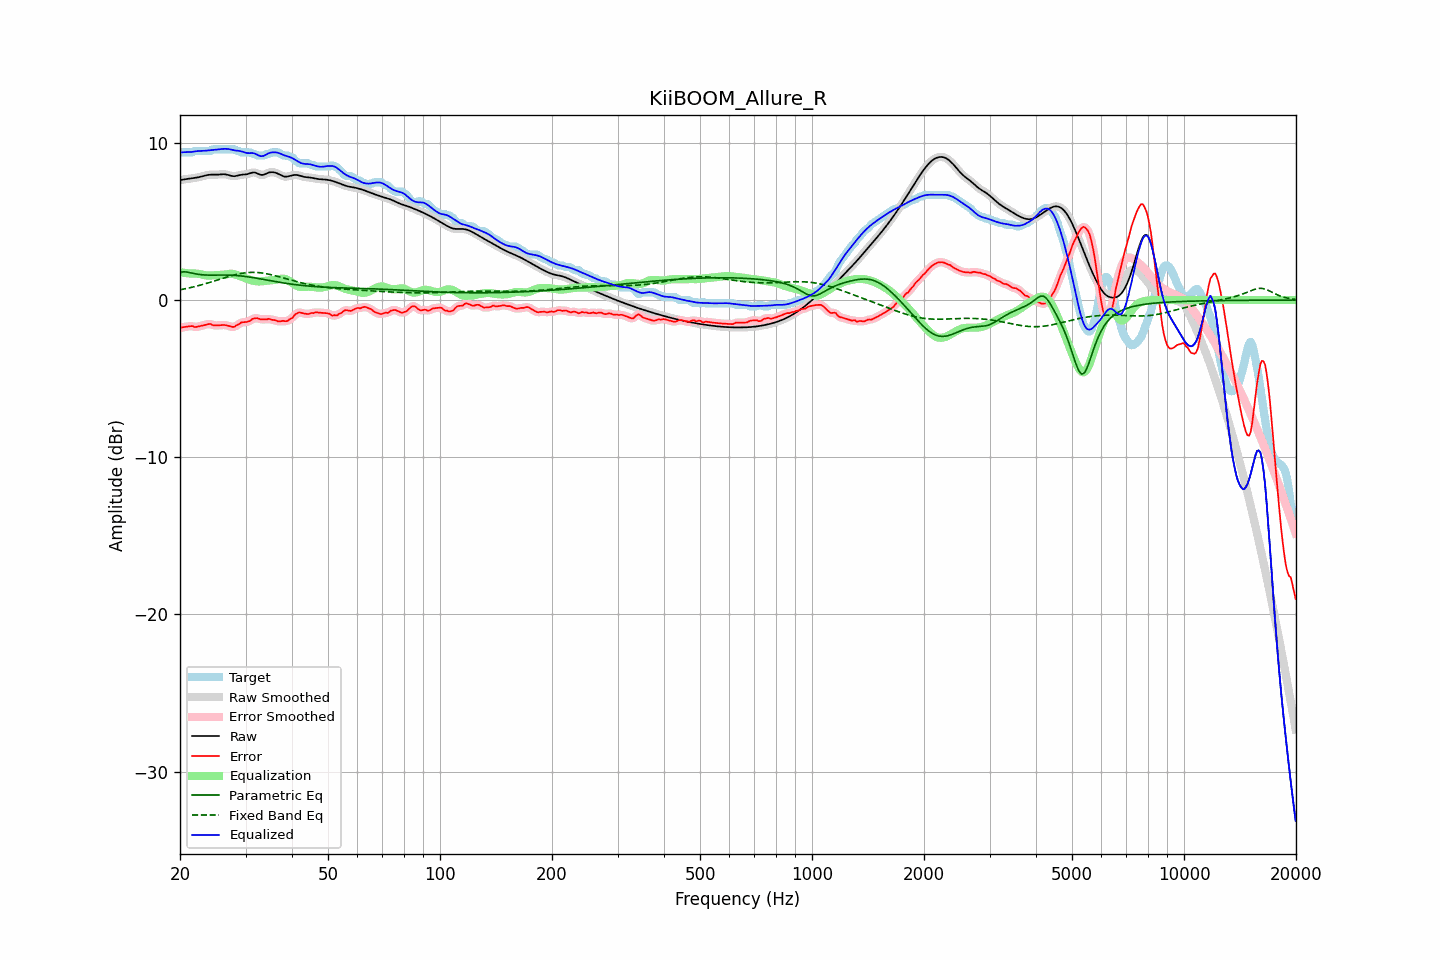 KiiBOOM_Allure_R
10
0
−10
−20
−30
Amplitude (dBr)
Target
Raw Smoothed
Error Smoothed
Raw
Error
Equalization
Parametric Eq
Fixed Band Eq
Equalized
20 50 100 200 500 1000 2000 5000 10000 20000
Frequency (Hz)